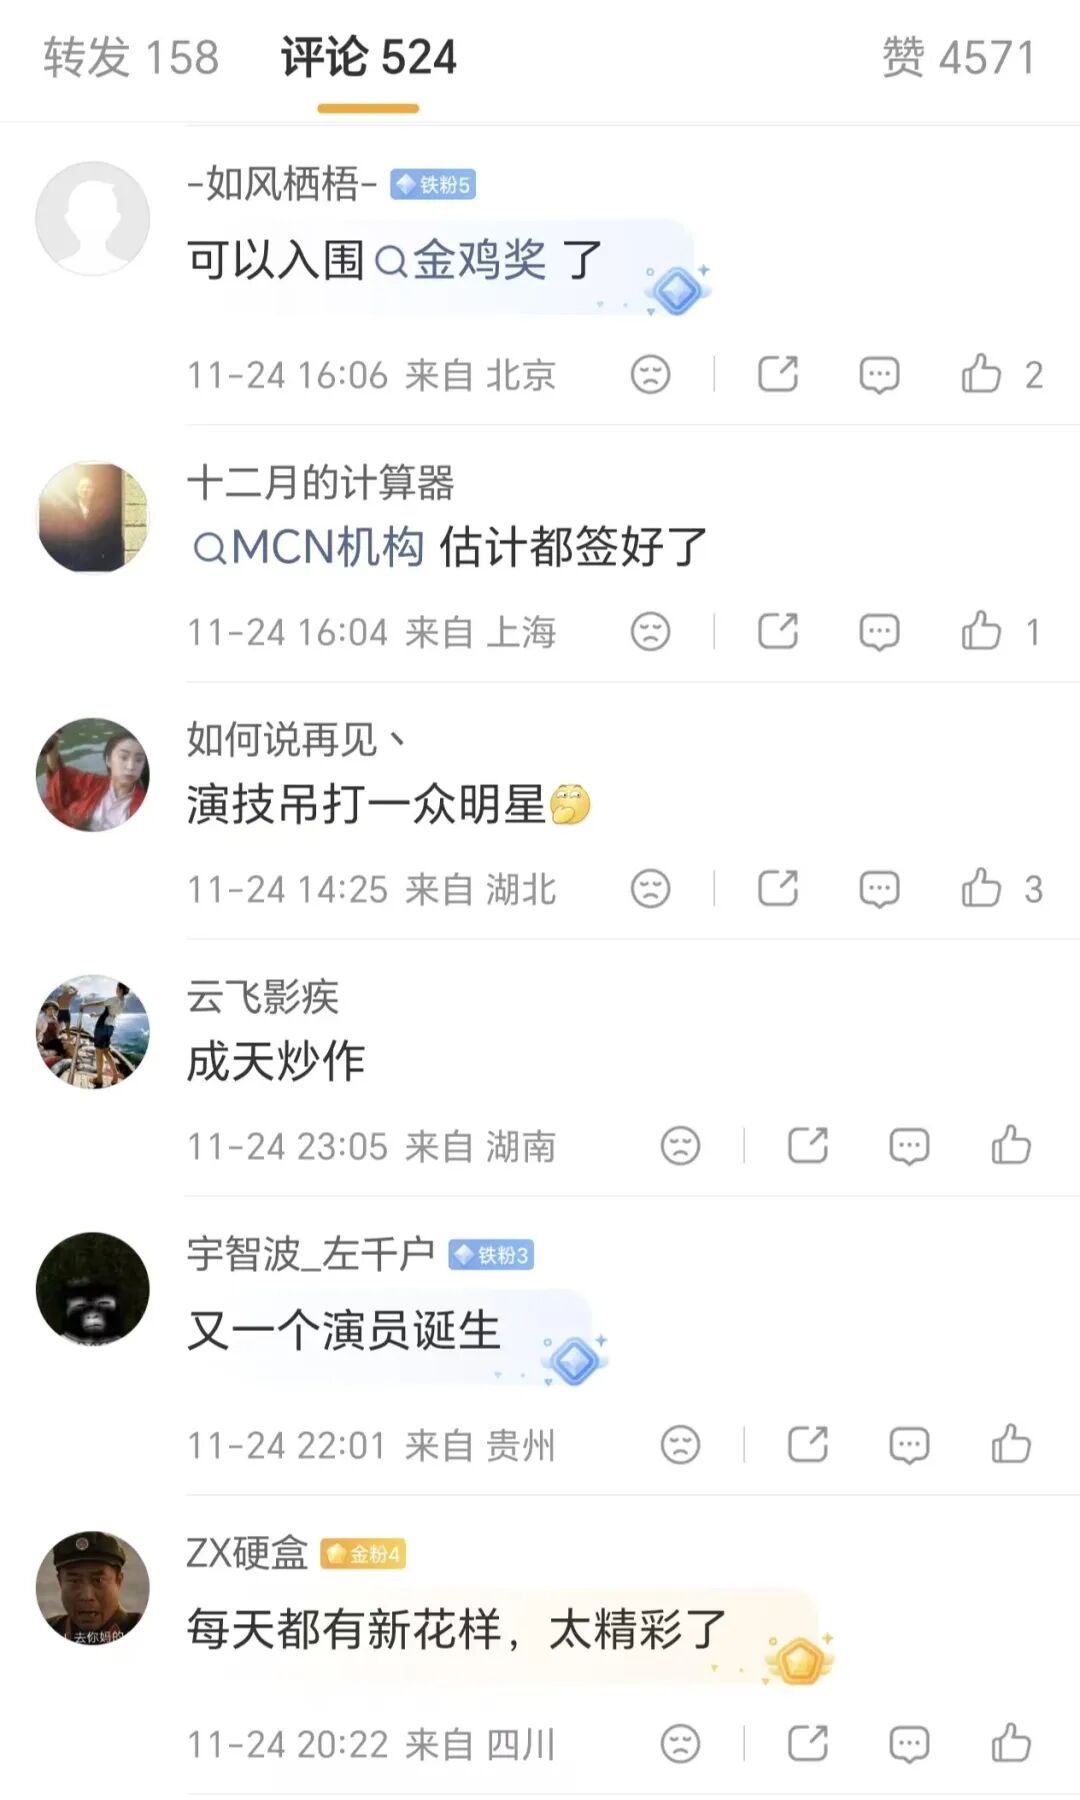 转发 158 评论 524 赞 4571
-如风栖梧- 铁粉5
可以入围金鸡奖 了
11-24 16:06 来自 北京 2
十二月的计算器
MCN机构 估计都签好了
11-24 16:04 来自 上海 1
如何说再见丶
演技吊打一众明星🤔
11-24 14:25 来自 湖北 3
云飞影疾
成天炒作
11-24 23:05 来自 湖南
宇智波_左千户 铁粉3
又一个演员诞生
11-24 22:01 来自 贵州
ZX硬盒 金粉4
每天都有新花样，太精彩了
去你妈的
11-24 20:22 来自 四川